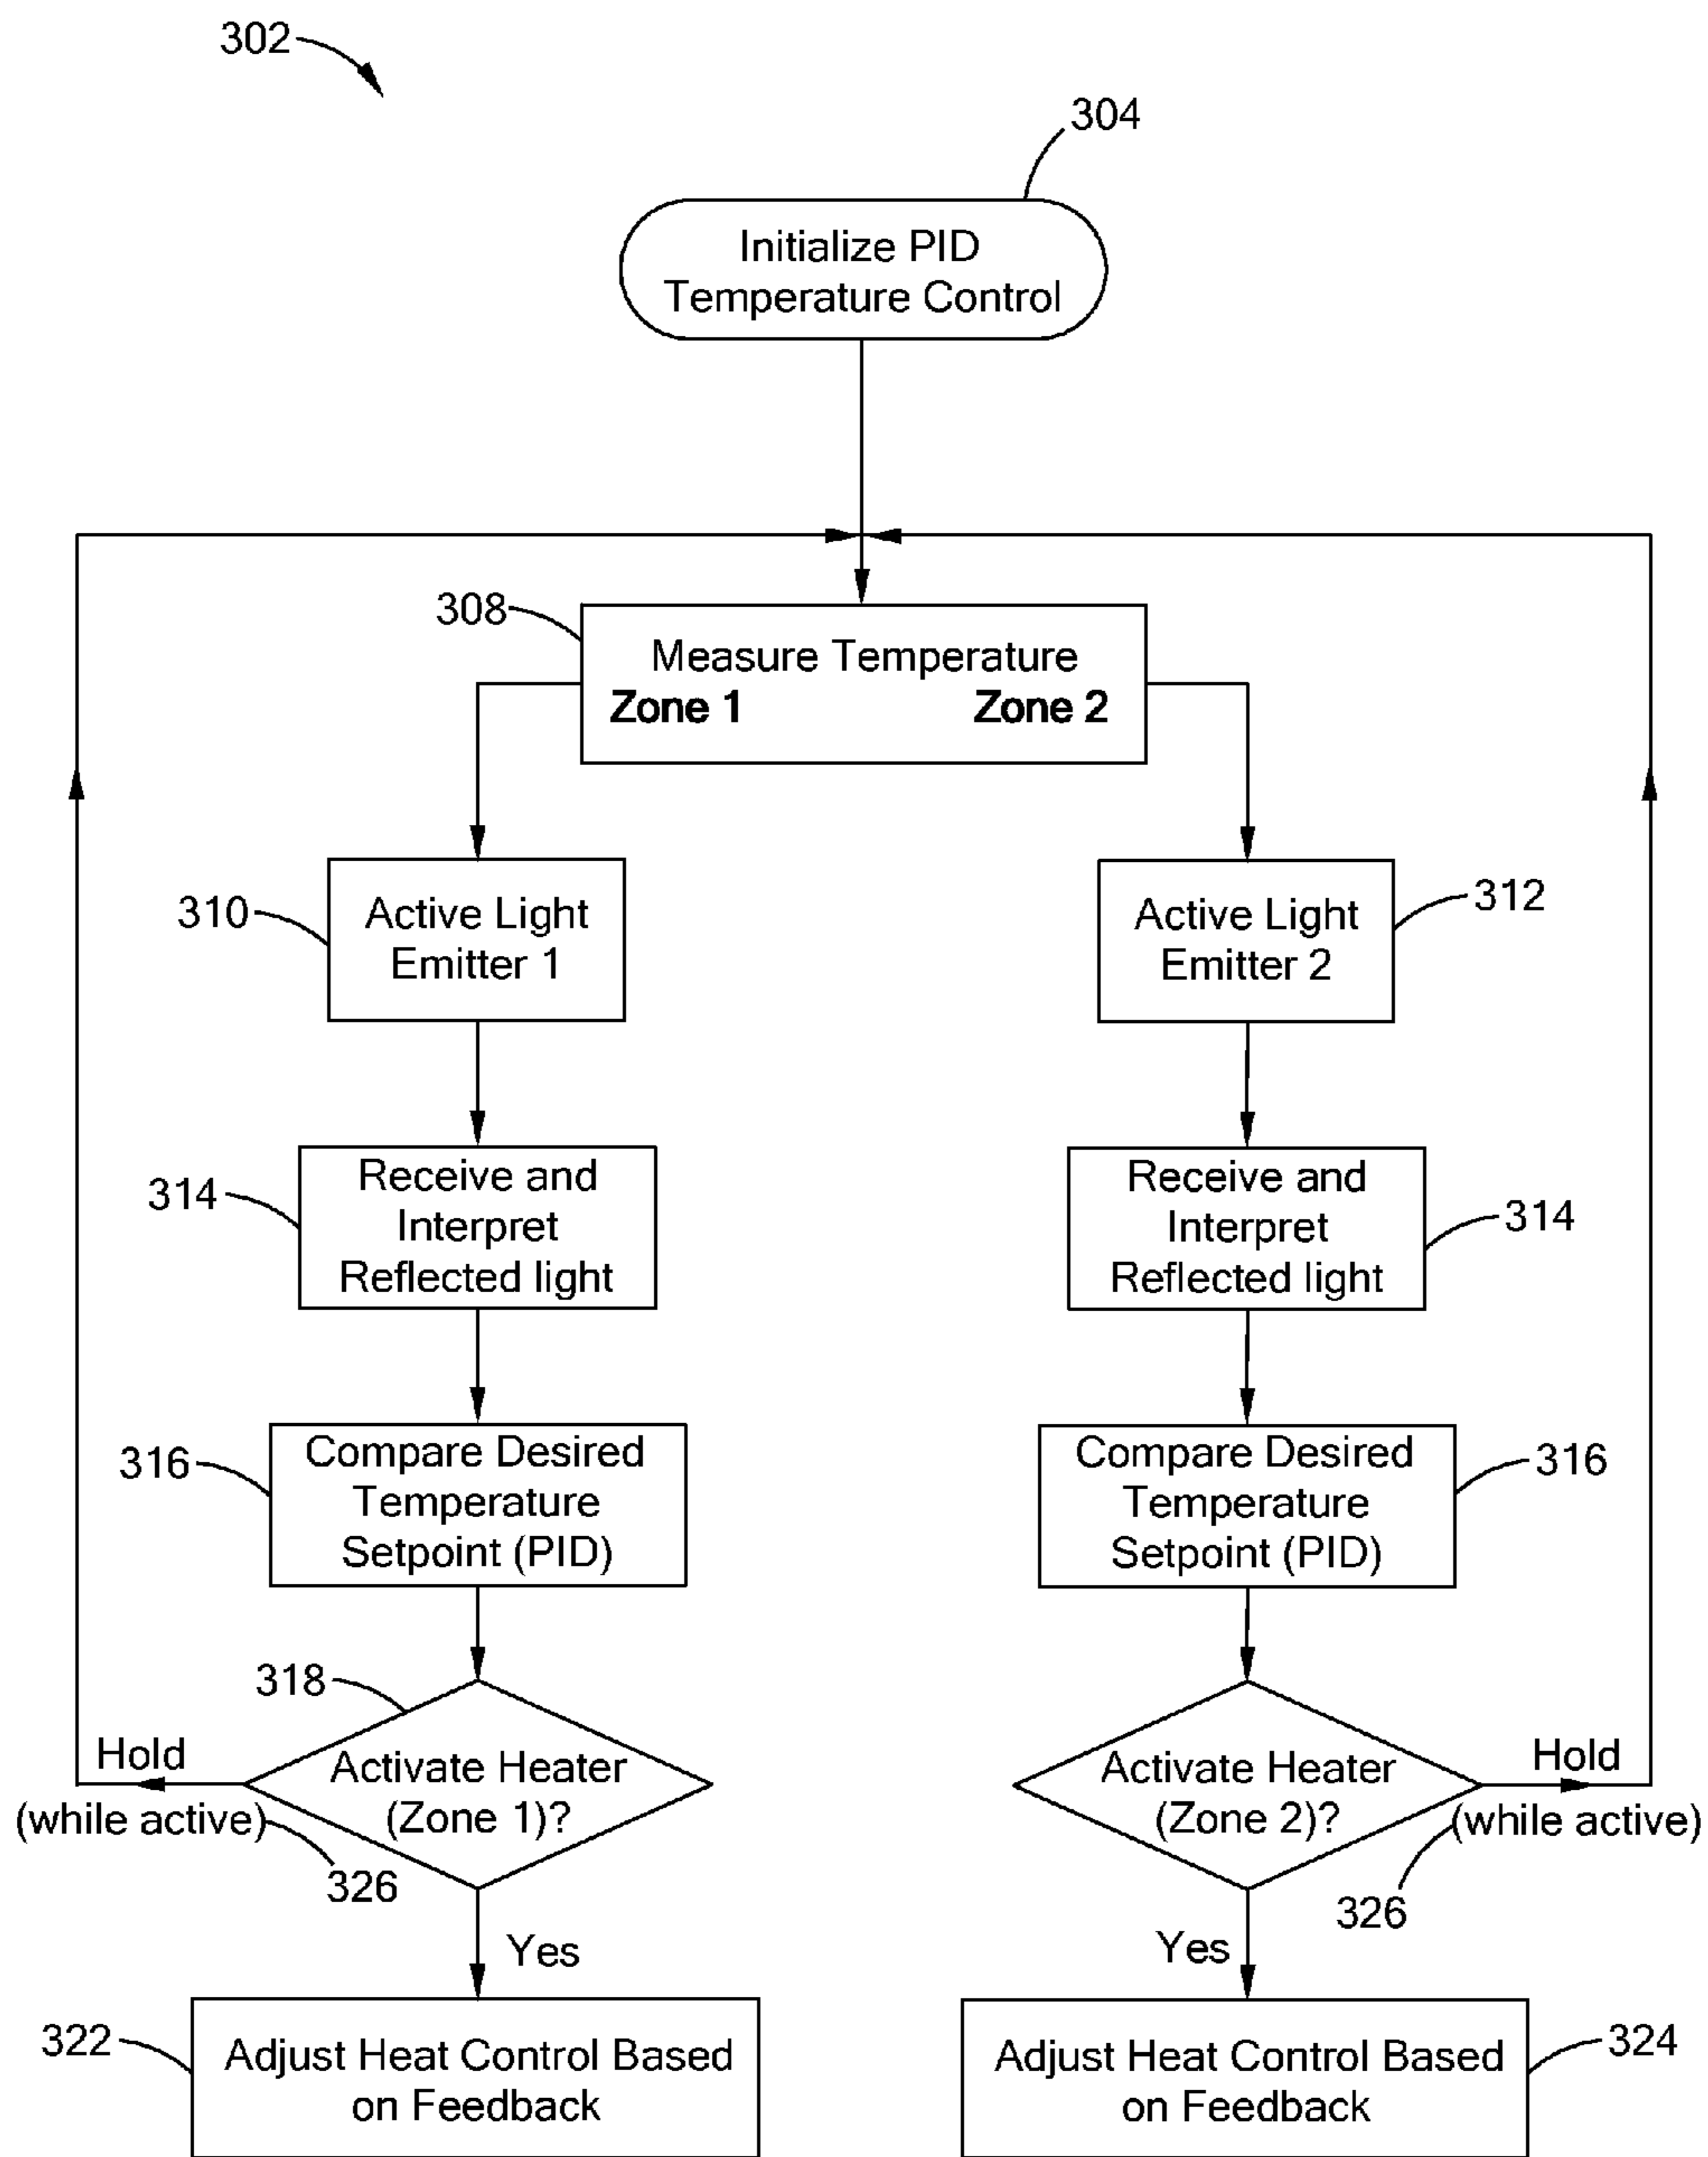 302
304
Initialize PID
Temperature Control
308
Measure Temperature
Zone 1
Zone 2
310
Active Light
Emitter 1
Active Light
Emitter 2
312
314
Receive and
Interpret
Reflected light
Receive and
Interpret
Reflected light
314
316
Compare Desired
Temperature
Setpoint (PID)
Compare Desired
Temperature
Setpoint (PID)
316
318
Hold
(while active)
326
Activate Heater
(Zone 1)?
Activate Heater
(Zone 2)?
Hold
(while active)
326
Yes
Yes
322
Adjust Heat Control Based
on Feedback
Adjust Heat Control Based
on Feedback
324